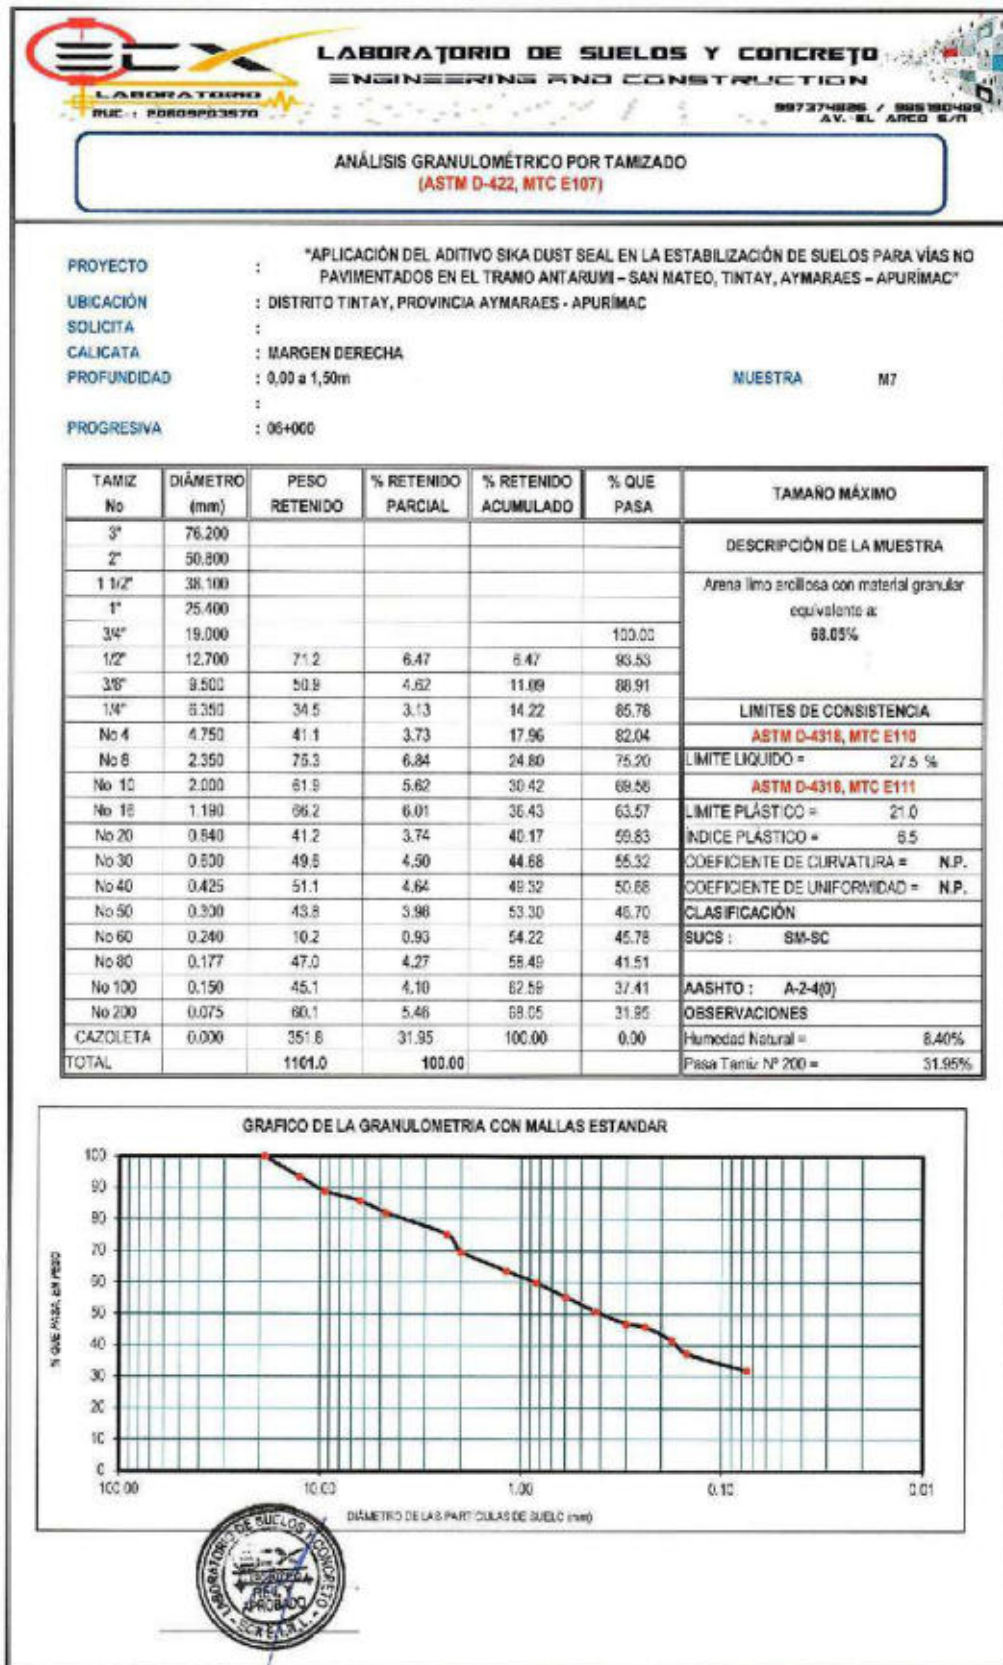 ECX
LABORATORIO
RUC : 20609203570
LABORATORIO DE SUELOS Y CONCRETO
ENGINEERING AND CONSTRUCTION
997374826 / 985190489
AV. EL ARCO S/N
ANÁLISIS GRANULOMÉTRICO POR TAMIZADO
(ASTM D-422, MTC E107)
PROYECTO : "APLICACIÓN DEL ADITIVO SIKA DUST SEAL EN LA ESTABILIZACIÓN DE SUELOS PARA VÍAS NO
PAVIMENTADOS EN EL TRAMO ANTARUMI – SAN MATEO, TINTAY, AYMARAES – APURÍMAC"
UBICACIÓN : DISTRITO TINTAY, PROVINCIA AYMARAES - APURÍMAC
SOLICITA :
CALICATA : MARGEN DERECHA
PROFUNDIDAD : 0,00 a 1,50m MUESTRA M7
:
PROGRESIVA : 06+000
TAMIZ DIÁMETRO PESO % RETENIDO % RETENIDO % QUE TAMAÑO MÁXIMO
No (mm) RETENIDO PARCIAL ACUMULADO PASA
3" 76.200
DESCRIPCIÓN DE LA MUESTRA
2" 50.800
1 1/2" 38.100 Arena limo arcillosa con material granular
1" 25.400 equivalente a:
3/4" 19.000 100.00 68.05%
1/2" 12.700 71.2 6.47 6.47 93.53
3/8" 9.500 50.9 4.62 11.09 88.91
1/4" 6.350 34.5 3.13 14.22 85.78 LIMITES DE CONSISTENCIA
No 4 4.750 41.1 3.73 17.96 82.04 ASTM D-4318, MTC E110
No 8 2.360 75.3 6.84 24.80 75.20 LIMITE LIQUIDO = 27.5 %
No 10 2.000 61.9 5.62 30.42 69.58 ASTM D-4318, MTC E111
No 16 1.190 66.2 6.01 36.43 63.57 LIMITE PLÁSTICO = 21.0
No 20 0.840 41.2 3.74 40.17 59.83 ÍNDICE PLÁSTICO = 6.5
No 30 0.600 49.6 4.50 44.68 55.32 COEFICIENTE DE CURVATURA = N.P.
No 40 0.425 51.1 4.64 49.32 50.68 COEFICIENTE DE UNIFORMIDAD = N.P.
No 50 0.300 43.8 3.98 53.30 46.70 CLASIFICACIÓN
No 60 0.240 10.2 0.93 54.22 45.78 SUCS : SM-SC
No 80 0.177 47.0 4.27 58.49 41.51
No 100 0.150 45.1 4.10 62.59 37.41 AASHTO : A-2-4(0)
No 200 0.075 60.1 5.46 68.05 31.95 OBSERVACIONES
CAZOLETA 0.000 351.8 31.95 100.00 0.00 Humedad Natural = 8.40%
TOTAL 1101.0 100.00 Pasa Tamiz Nº 200 = 31.95%
GRAFICO DE LA GRANULOMETRIA CON MALLAS ESTANDAR
100
90
80
70
60
50
40
30
20
10
0
% QUE PASA, EN PESO
100.00 10.00 1.00 0.10 0.01
DIÁMETRO DE LAS PARTICULAS DE SUELO (mm)
LABORATORIO DE SUELOS Y CONCRETO
APROBADO